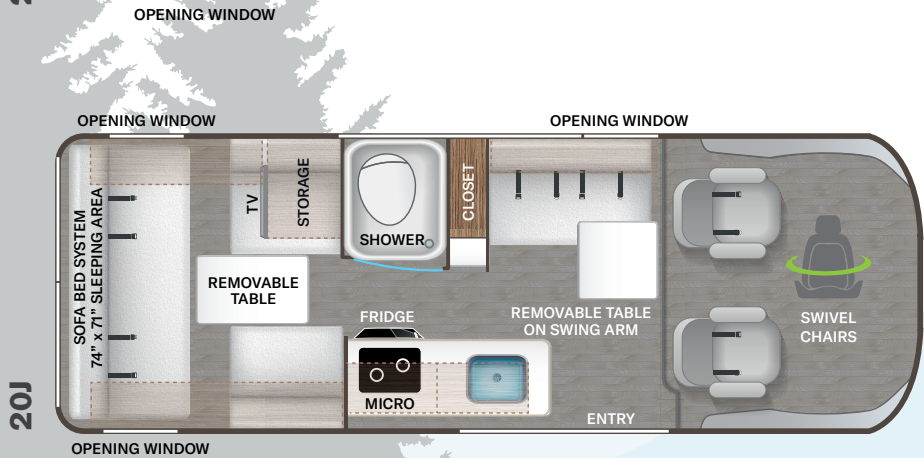 OPENING WINDOW
OPENING WINDOW
OPENING WINDOW
SOFA BED SYSTEM
74" x 71" SLEEPING AREA
TV
STORAGE
SHOWER
CLOSET
REMOVABLE
TABLE
FRIDGE
REMOVABLE TABLE
ON SWING ARM
SWIVEL
CHAIRS
MICRO
ENTRY
20J
OPENING WINDOW